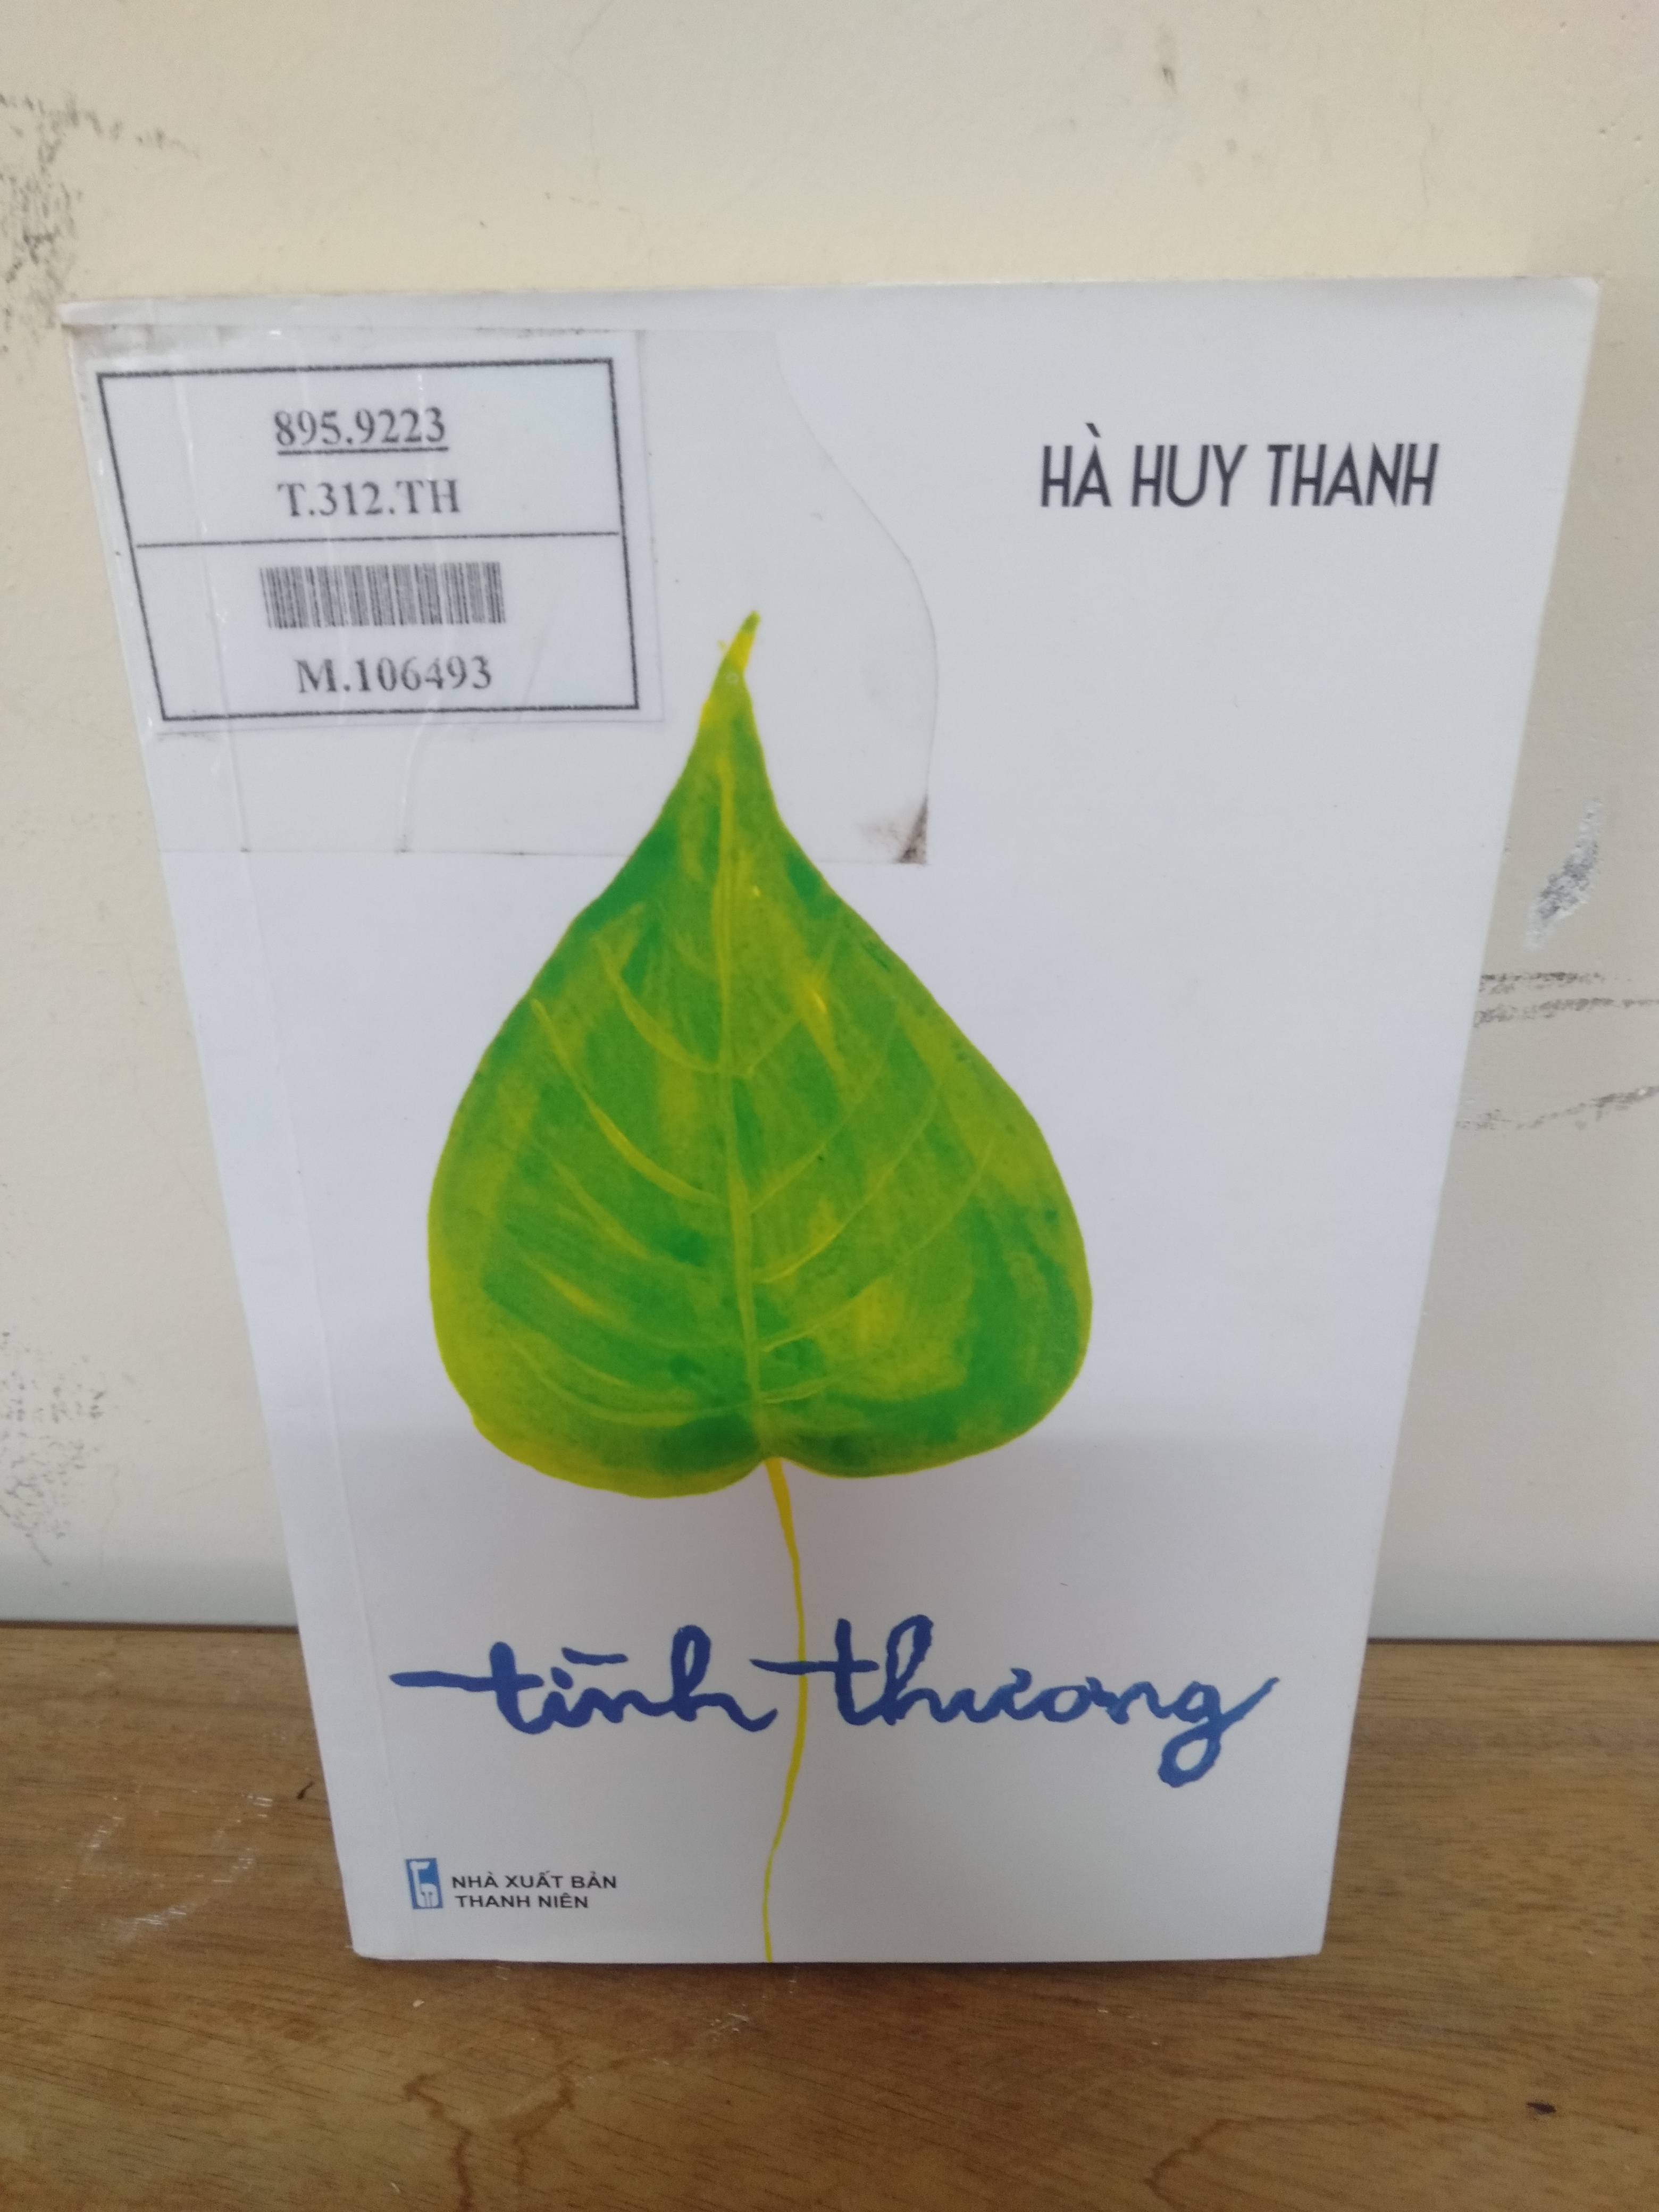 895.9223
T.312.TH
M.106493
HÀ HUY THANH
tình thương
NHÀ XUẤT BẢN
THANH NIÊN